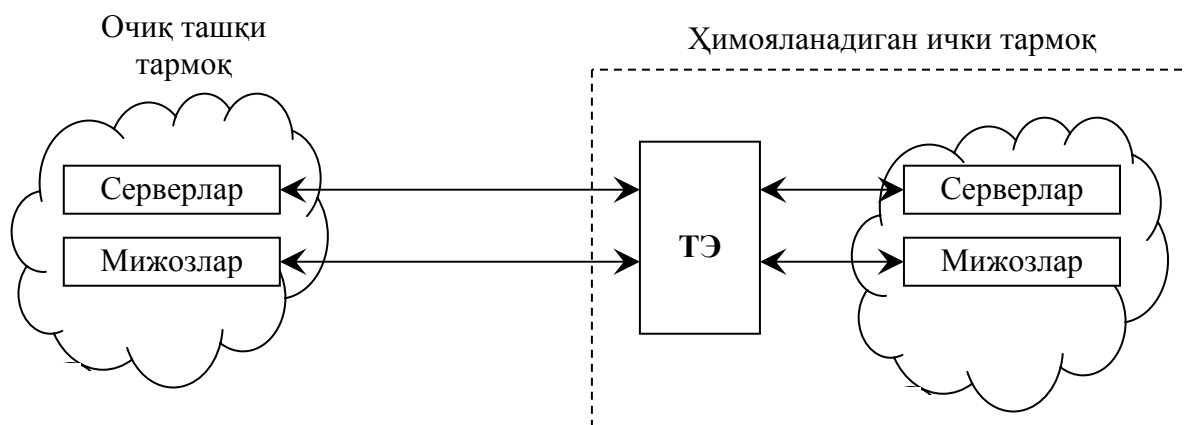 Очиқ ташқи
тармоқ
Ҳимояланадиган ички тармоқ
Серверлар
Мижозлар
ТЭ
Серверлар
Мижозлар